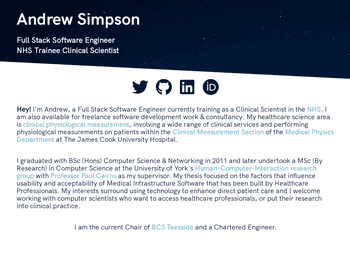 Andrew Simpson
Full Stack Software Engineer
NHS Trainee Clinical Scientist
iD
Hey! I'm Andrew, a Full Stack Software Engineer currently training as a Clinical Scientist in the NHS. I
am also available for freelance software development work & consultancy. My healthcare science area
is clinical physiological measurement, involving a wide range of clinical services and performing
physiological measurements on patients within the Clinical Measurement Section of the Medical Physics
Department at The James Cook University Hospital.
I graduated with BSc (Hons) Computer Science & Networking in 2011 and later undertook a MSc (By
Research) in Computer Science at the University of York's Human-Computer-Interaction research
group with Professor Paul Cairns as my supervisor. My thesis focused on the factors that influence
usability and acceptability of Medical Infrastructure Software that has been built by Healthcare
Professionals. My interests surround using technology to enhance direct patient care and I welcome
working with computer scientists who want to access healthcare professionals, or put their research
into clinical practice.
I am the current Chair of BCS Teesside and a Chartered Engineer.